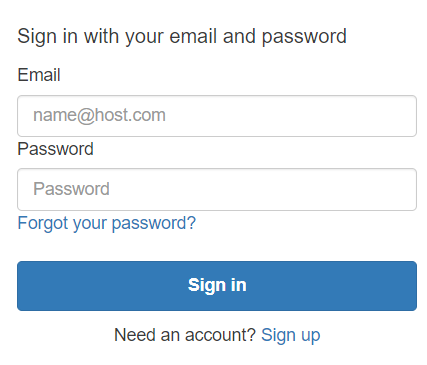 Sign in with your email and password
Email
name@host.com
Password
Password
Forgot your password?
Sign in
Need an account? Sign up